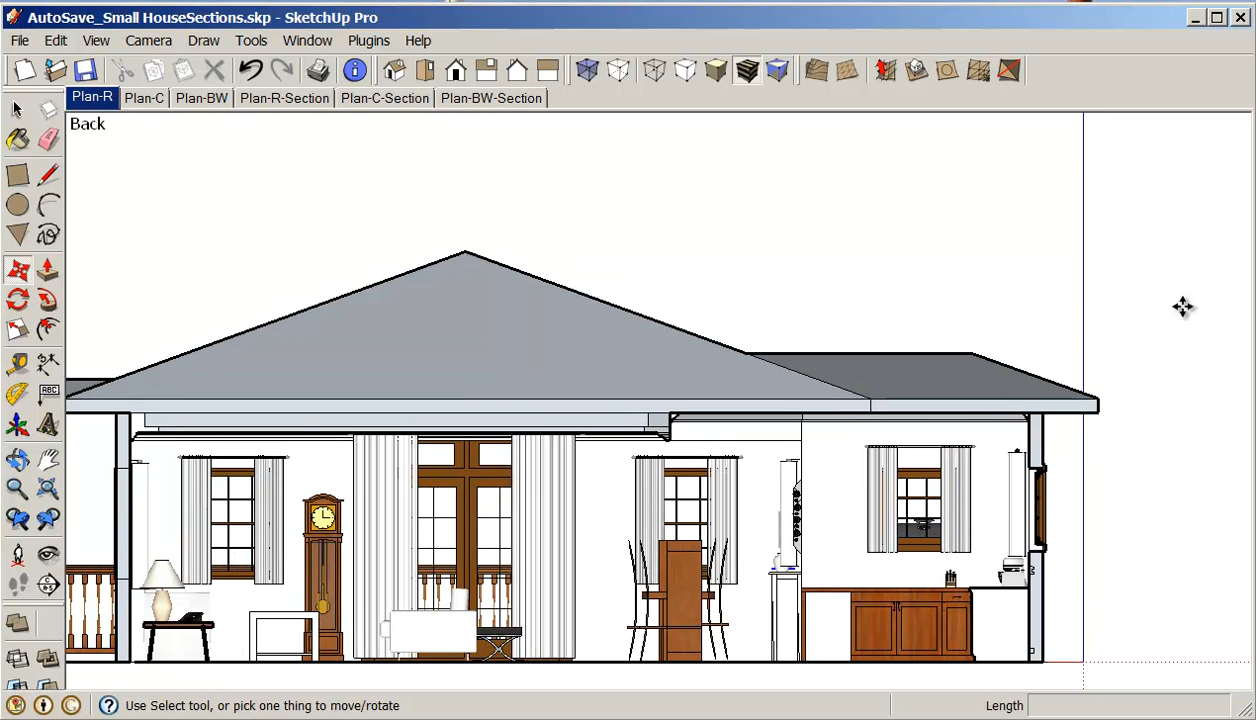 AutoSave_Small HouseSections.skp - SketchUp Pro
File Edit View Camera Draw Tools Window Plugins Help
Plan-R Plan-C Plan-BW Plan-R-Section Plan-C-Section Plan-BW-Section
Back
ABC
Use Select tool, or pick one thing to move/rotate
Length